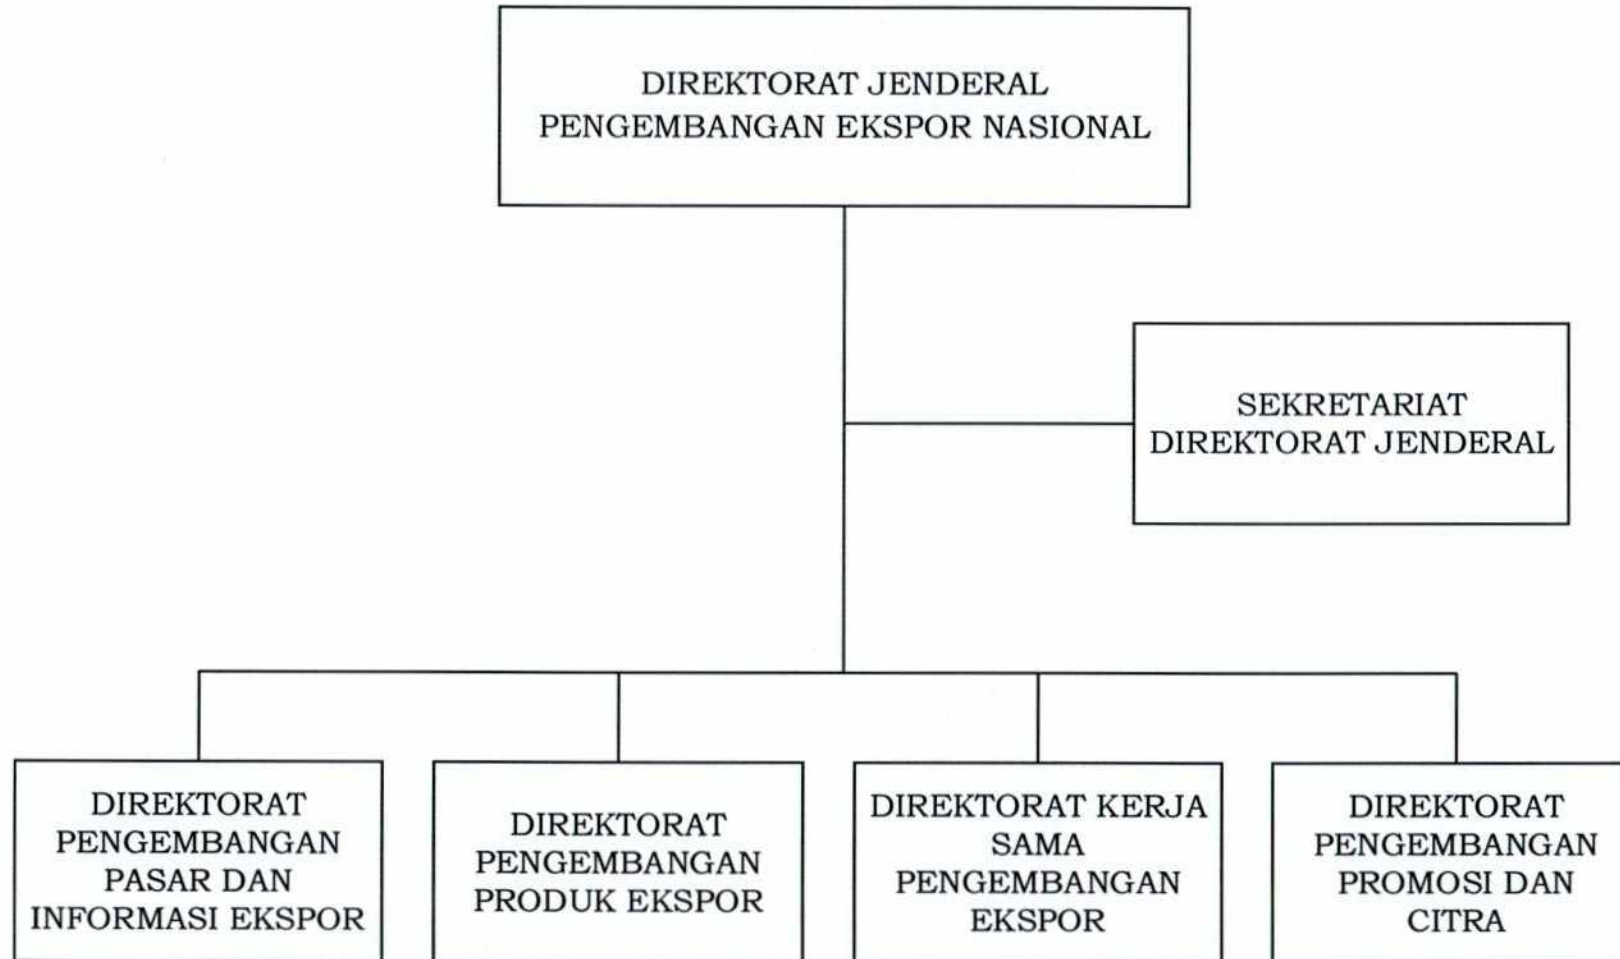 DIREKTORAT JENDERAL
PENGEMBANGAN EKSPOR NASIONAL
SEKRETARIAT
DIREKTORAT JENDERAL
DIREKTORAT
PENGEMBANGAN
PASAR DAN
INFORMASI EKSPOR
DIREKTORAT
PENGEMBANGAN
PRODUK EKSPOR
DIREKTORAT KERJA
SAMA
PENGEMBANGAN
EKSPOR
DIREKTORAT
PENGEMBANGAN
PROMOSI DAN
CITRA